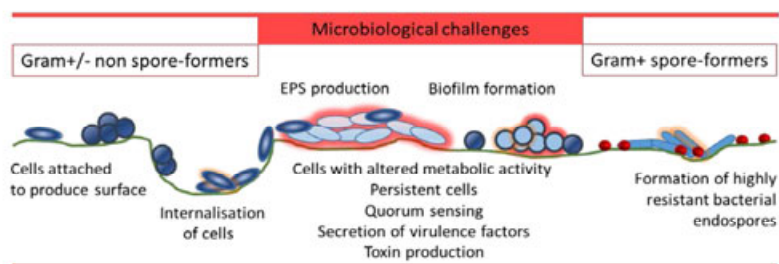 Microbiological challenges
Gram+/- non spore-formers
Gram+ spore-formers
EPS production
Biofilm formation
Cells attached
to produce surface
Internalisation
of cells
Cells with altered metabolic activity
Persistent cells
Quorum sensing
Secretion of virulence factors
Toxin production
Formation of highly
resistant bacterial
endospores